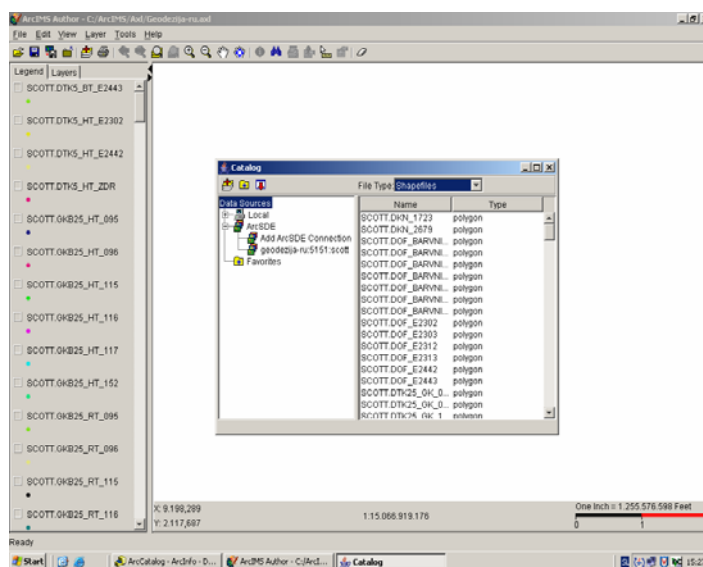 ArcIMS Author - C:/ArcIMS/Axl/Geodezija-ru.axl
File Edit View Layer Tools Help
Legend Layers
SCOTT.DTK5_BT_E2443
SCOTT.DTK5_HT_E2302
SCOTT.DTK5_HT_E2442
SCOTT.DTK5_HT_ZDR
SCOTT.GKB25_HT_095
SCOTT.GKB25_HT_096
SCOTT.GKB25_HT_115
SCOTT.GKB25_HT_116
SCOTT.GKB25_HT_117
SCOTT.GKB25_HT_152
SCOTT.GKB25_RT_095
SCOTT.GKB25_RT_096
SCOTT.GKB25_RT_115
SCOTT.GKB25_RT_116
Catalog
File Type: Shapefiles
Data Sources
Local
ArcSDE
Add ArcSDE Connection
geodezija-ru:5151:scott
Favorites
Name Type
SCOTT.DKN_1723 polygon
SCOTT.DKN_2679 polygon
SCOTT.DOF_BARVNI... polygon
SCOTT.DOF_BARVNI... polygon
SCOTT.DOF_BARVNI... polygon
SCOTT.DOF_BARVNI... polygon
SCOTT.DOF_BARVNI... polygon
SCOTT.DOF_BARVNI... polygon
SCOTT.DOF_BARVNI... polygon
SCOTT.DOF_E2302 polygon
SCOTT.DOF_E2303 polygon
SCOTT.DOF_E2312 polygon
SCOTT.DOF_E2313 polygon
SCOTT.DOF_E2442 polygon
SCOTT.DOF_E2443 polygon
SCOTT.DTK25_GK_0... polygon
SCOTT.DTK25_GK_0... polygon
SCOTT.DTK25_GK_1... polygon
X: 9.198,289
Y: 2.117,687
1:15.066.919.176
One Inch = 1.255.576.598 Feet
0 1
Ready
Start ArcCatalog - ArcInfo - D... ArcIMS Author - C:/ArcI... Catalog